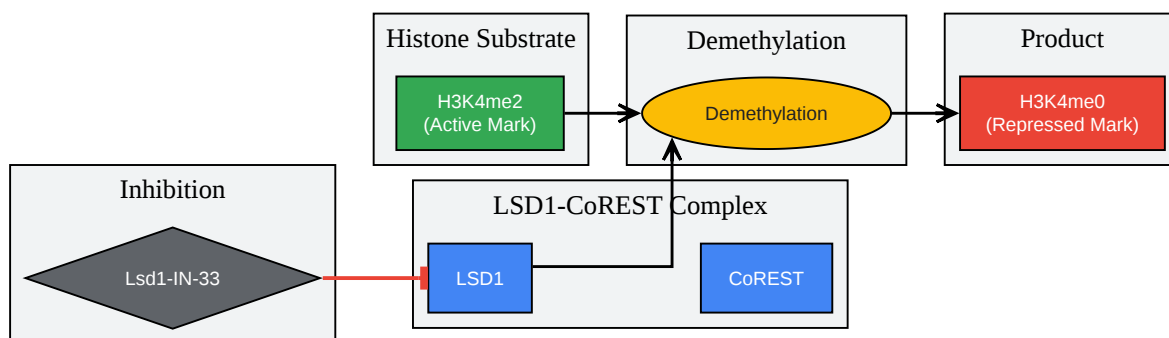 Histone Substrate
Demethylation
Product
H3K4me2
(Active Mark)
Demethylation
H3K4me0
(Repressed Mark)
Inhibition
LSD1-CoREST Complex
Lsd1-IN-33
LSD1
CoREST